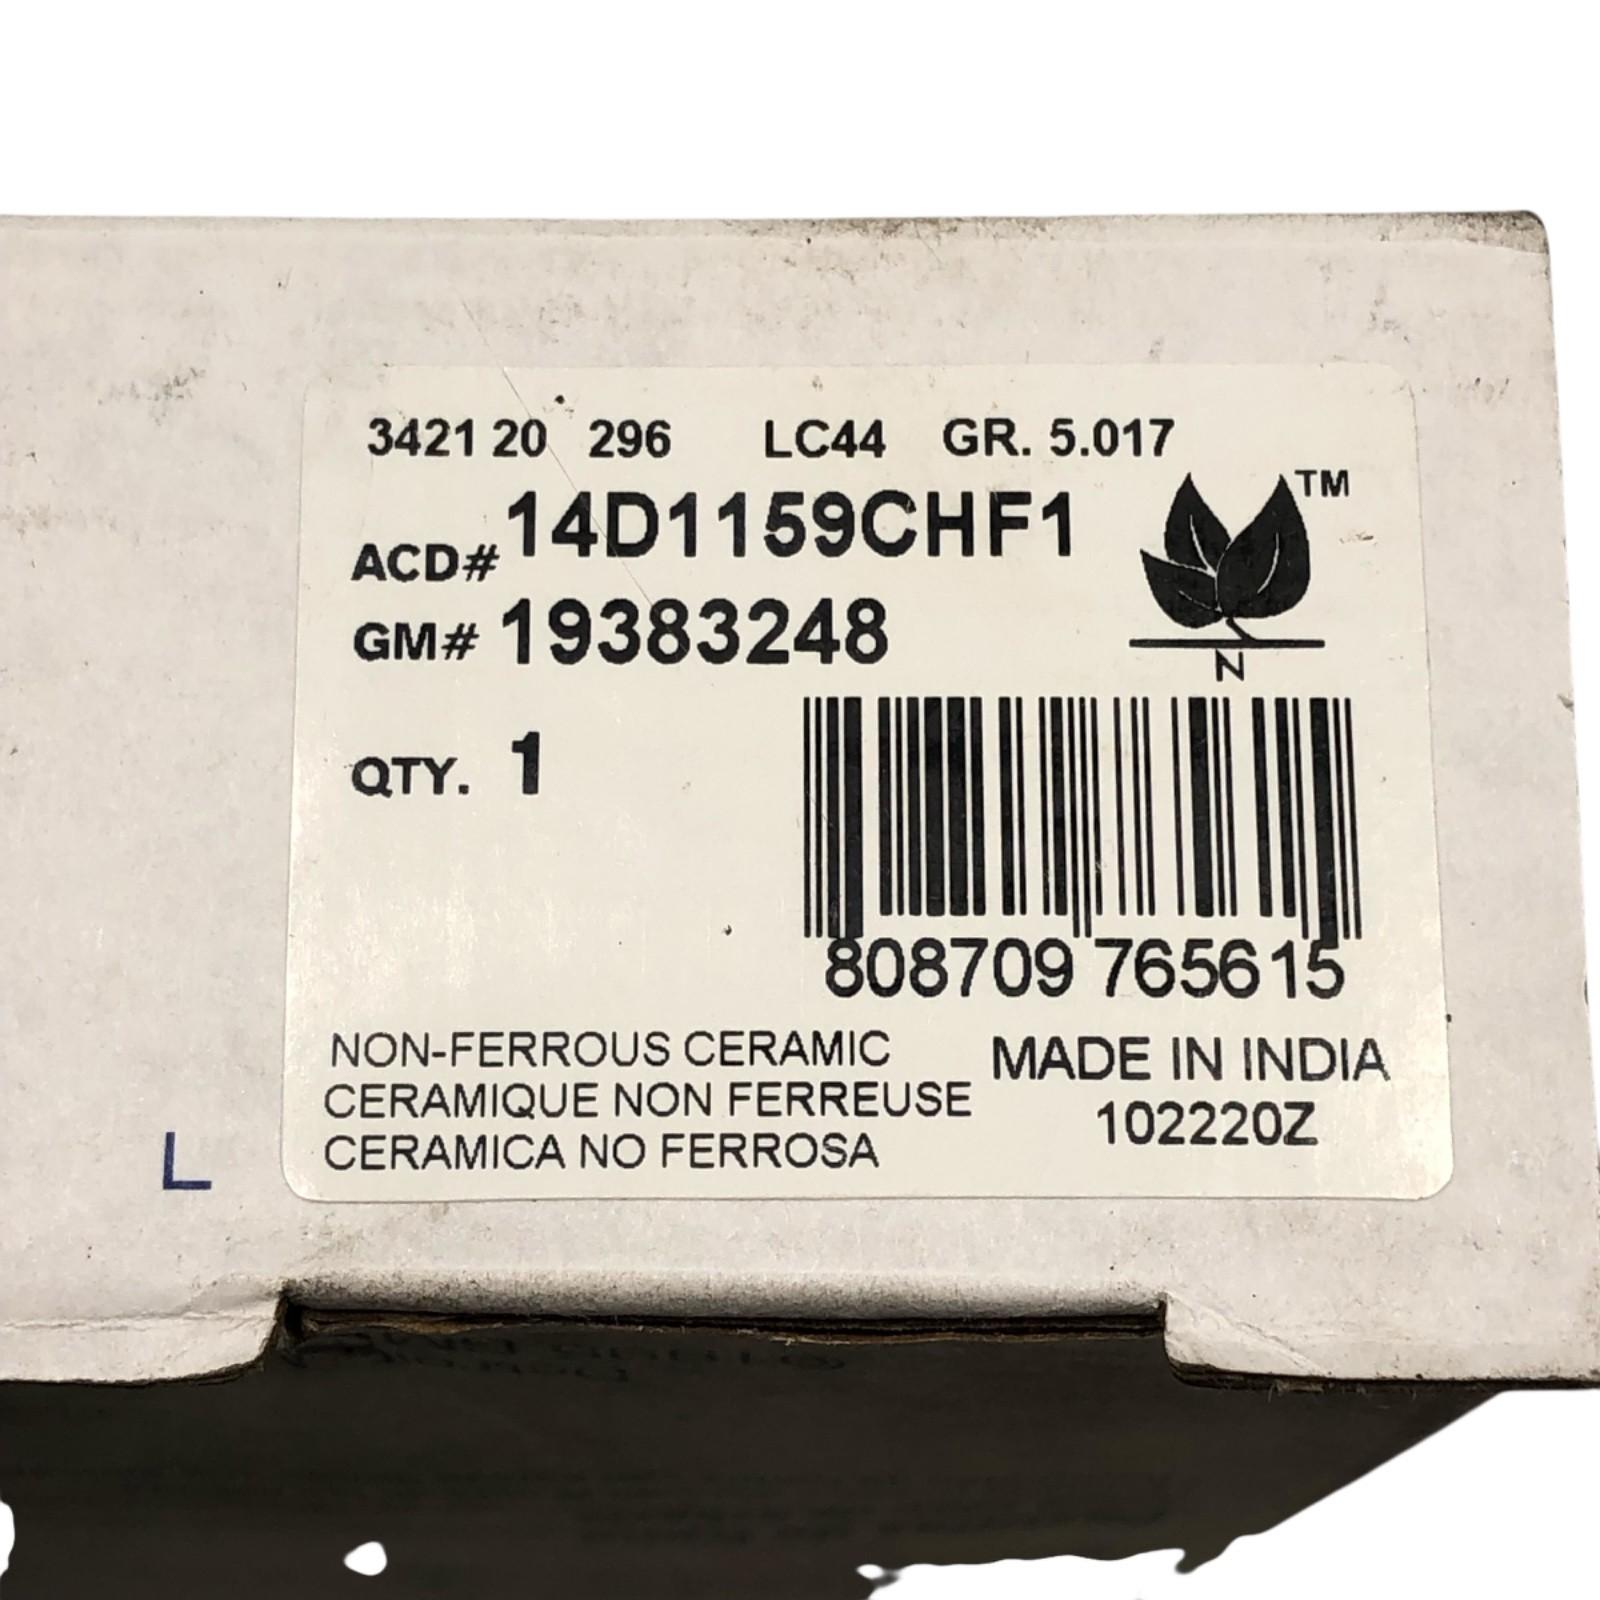 3421 20 296 LC44 GR. 5.017
ACD# 14D1159CHF1
TM
GM# 19383248
N
QTY. 1
808709 765615
NON-FERROUS CERAMIC
CERAMIQUE NON FERREUSE
CERAMICA NO FERROSA
MADE IN INDIA
102220Z
L